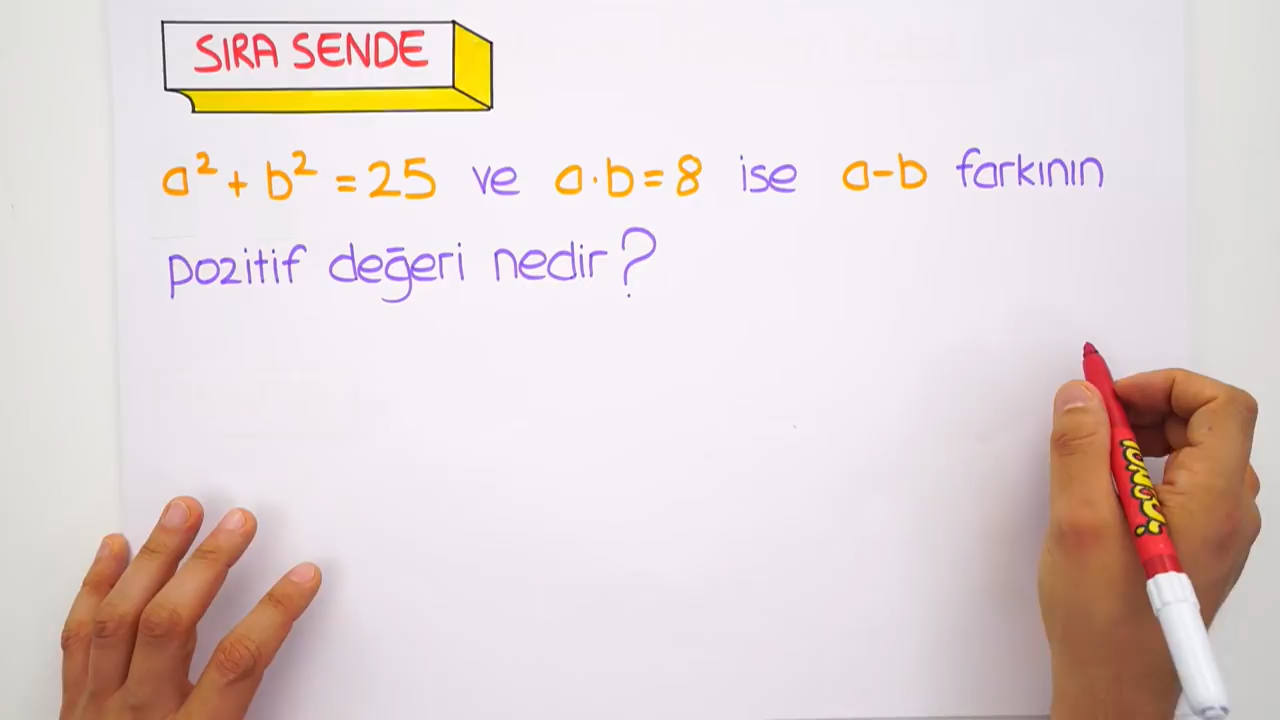 SIRA SENDE
a² + b² = 25 ve a·b = 8 ise a-b farkının
pozitif değeri nedir?